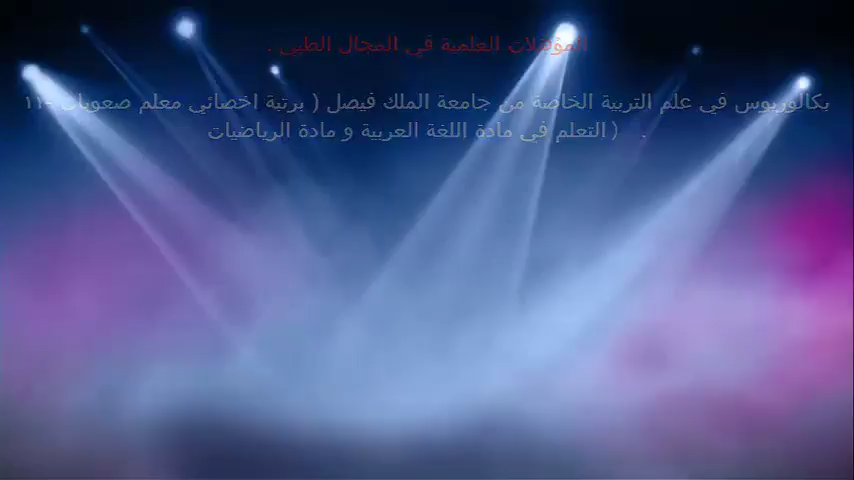 المؤهلات العلمية في المجال الطبي .
١١- بكالوريوس في علم التربية الخاصة من جامعة الملك فيصل ( برتبة اخصائي معلم صعوبات
التعلم في مادة اللغة العربية و مادة الرياضيات ) .